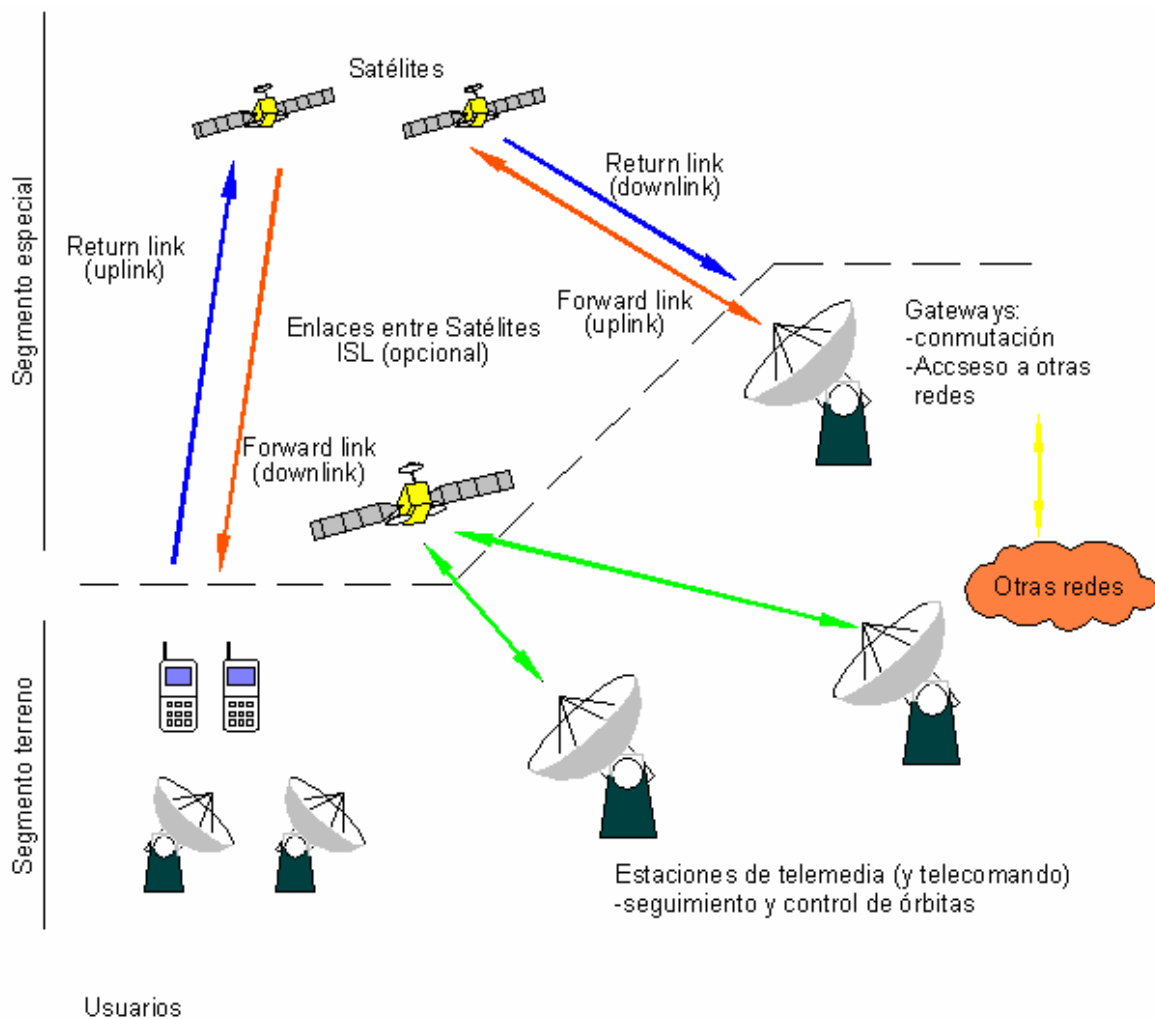 Satélites
Segmento especial
Return link
(downlink)
Return link
(uplink)
Forward link
(uplink)
Enlaces entre Satélites
ISL (opcional)
Gateways:
-conmutación
-Accseso a otras
redes
Forward link
(downlink)
Otras redes
Segmento terreno
Estaciones de telemedia (y telecomando)
-seguimiento y control de órbitas
Usuarios